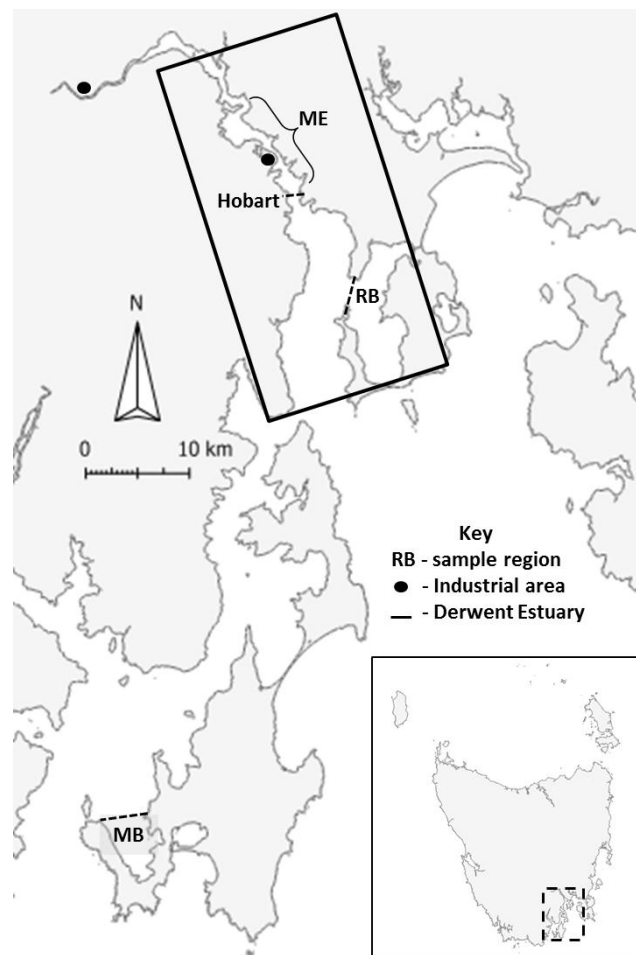 ME
Hobart
RB
N
0 10 km
Key
RB - sample region
- Industrial area
- Derwent Estuary
MB